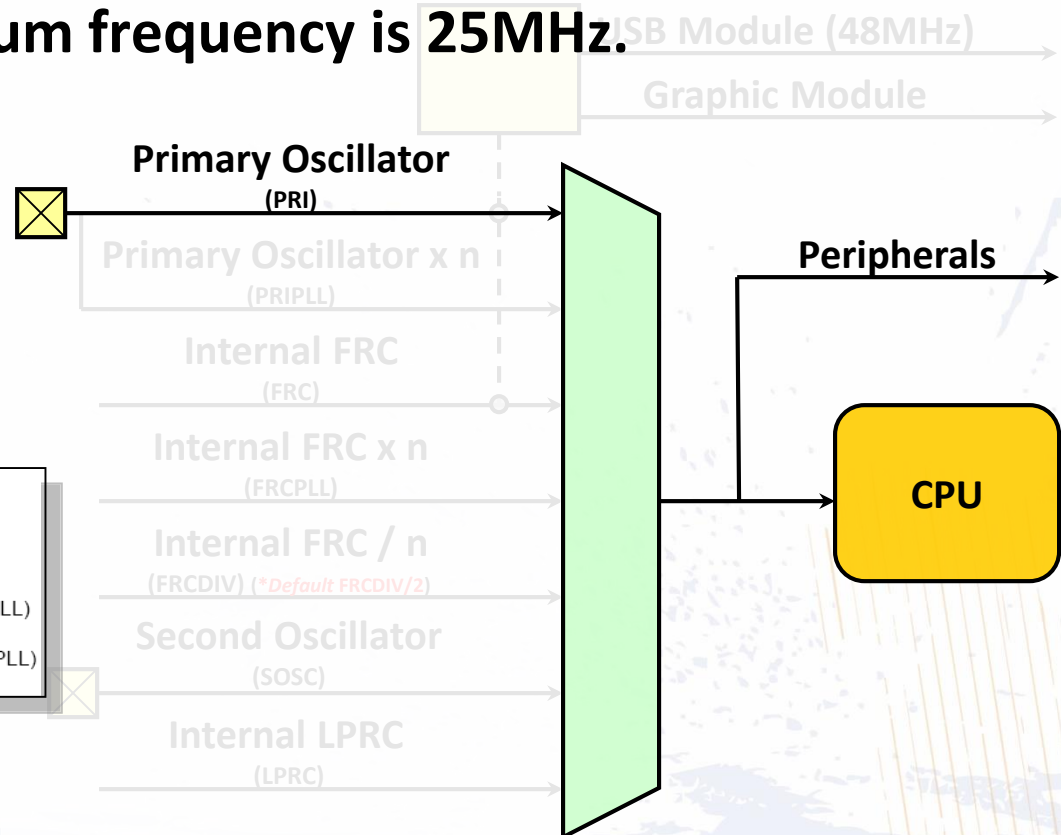 um frequency is 25MHz.
USB Module (48MHz)
Graphic Module
Primary Oscillator
(PRI)
Primary Oscillator x n
(PRIPLL)
Peripherals
Internal FRC
(FRC)
Internal FRC x n
(FRCPLL)
CPU
Internal FRC / n
(FRCDIV) (*Default FRCDIV/2)
LL)
Second Oscillator
PLL)
(SOSC)
Internal LPRC
(LPRC)